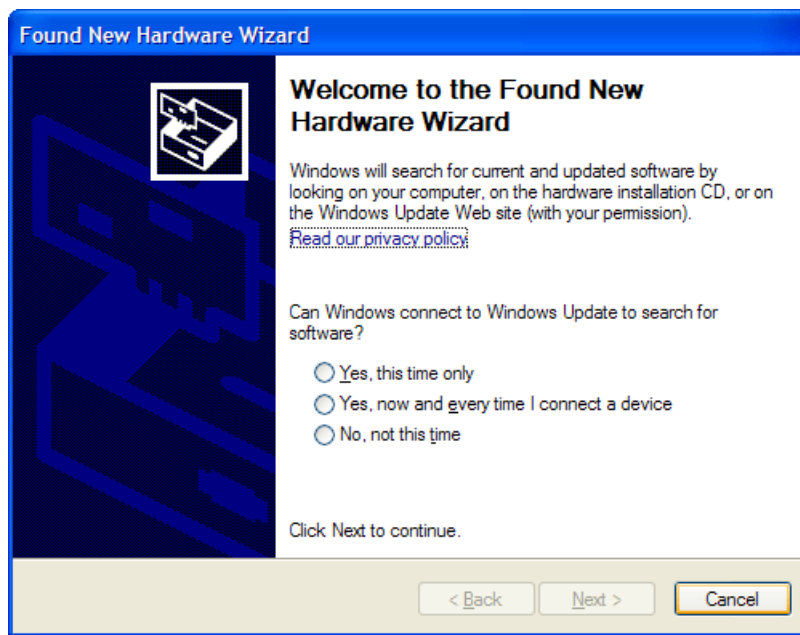 Found New Hardware Wizard
Welcome to the Found New
Hardware Wizard
Windows will search for current and updated software by
looking on your computer, on the hardware installation CD, or on
the Windows Update Web site (with your permission).
Read our privacy policy
Can Windows connect to Windows Update to search for
software?
Yes, this time only
Yes, now and every time I connect a device
No, not this time
Click Next to continue.
< Back
Next >
Cancel